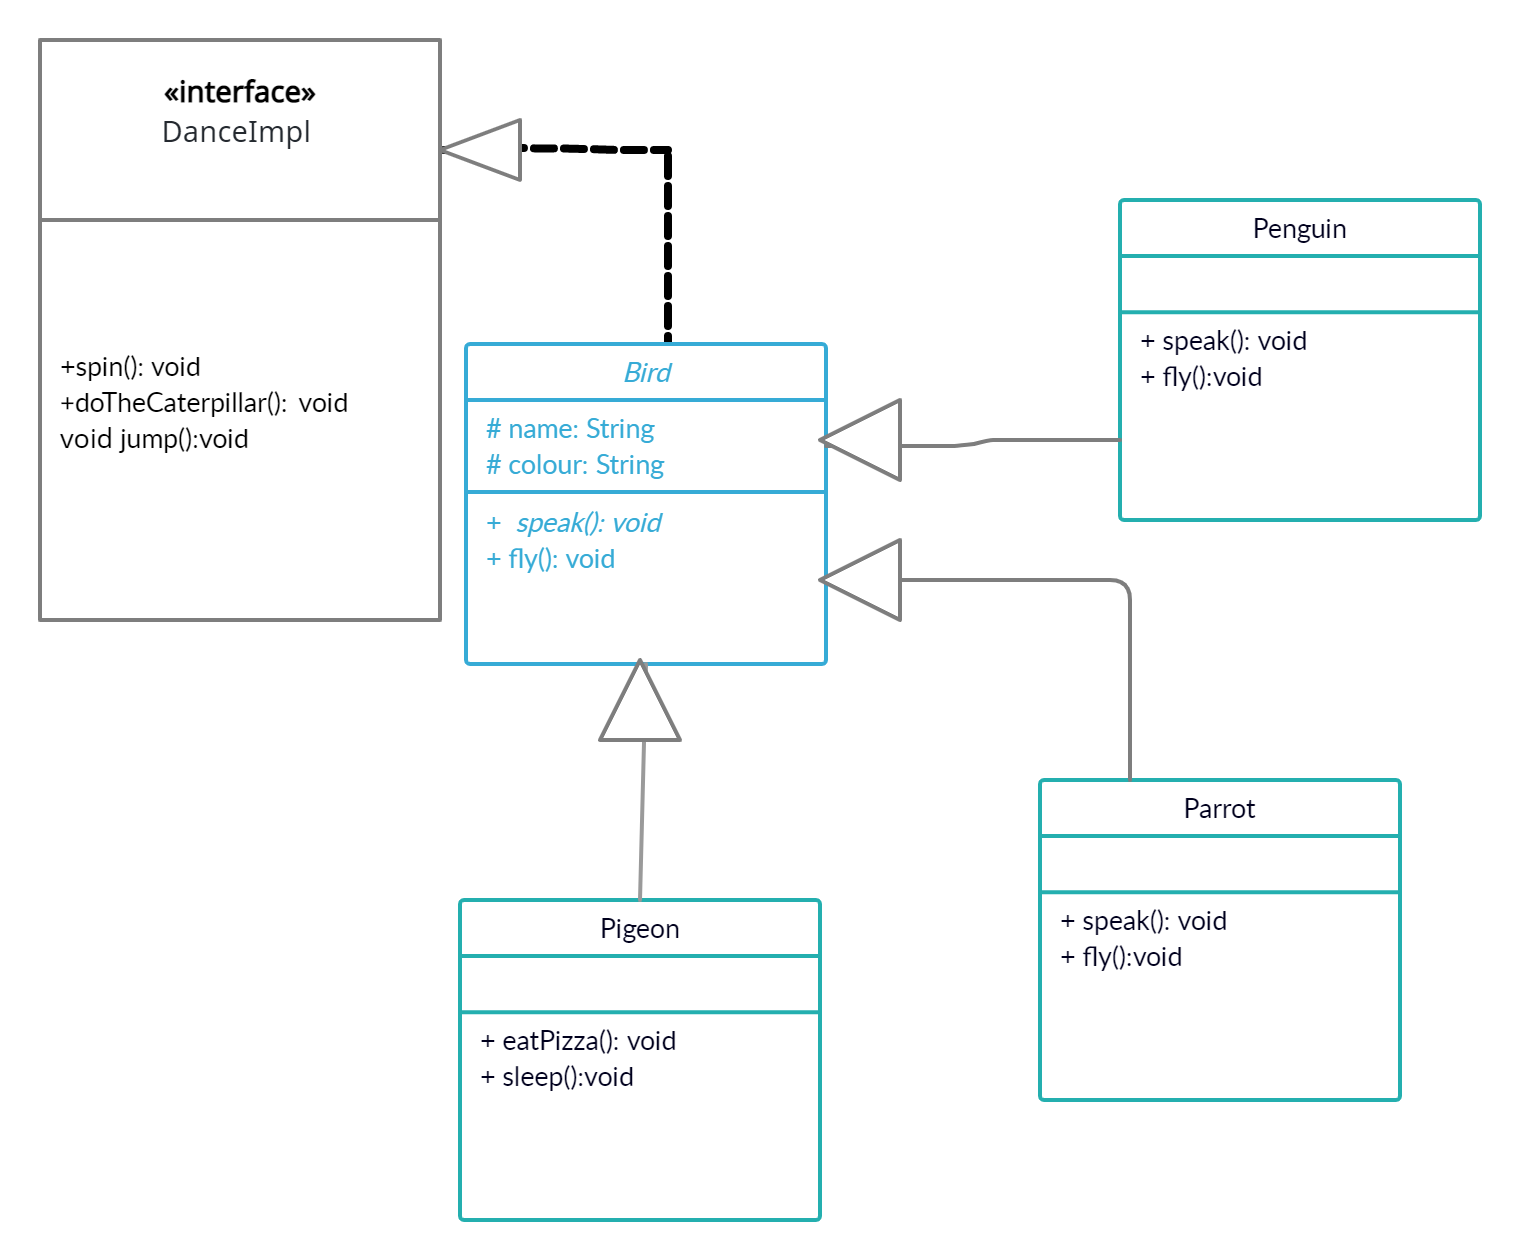 «interface»
DanceImpl
+spin(): void
+doTheCaterpillar(): void
void jump():void
Bird
# name: String
# colour: String
+ speak(): void
+ fly(): void
Penguin
+ speak(): void
+ fly():void
Parrot
+ speak(): void
+ fly():void
Pigeon
+ eatPizza(): void
+ sleep():void